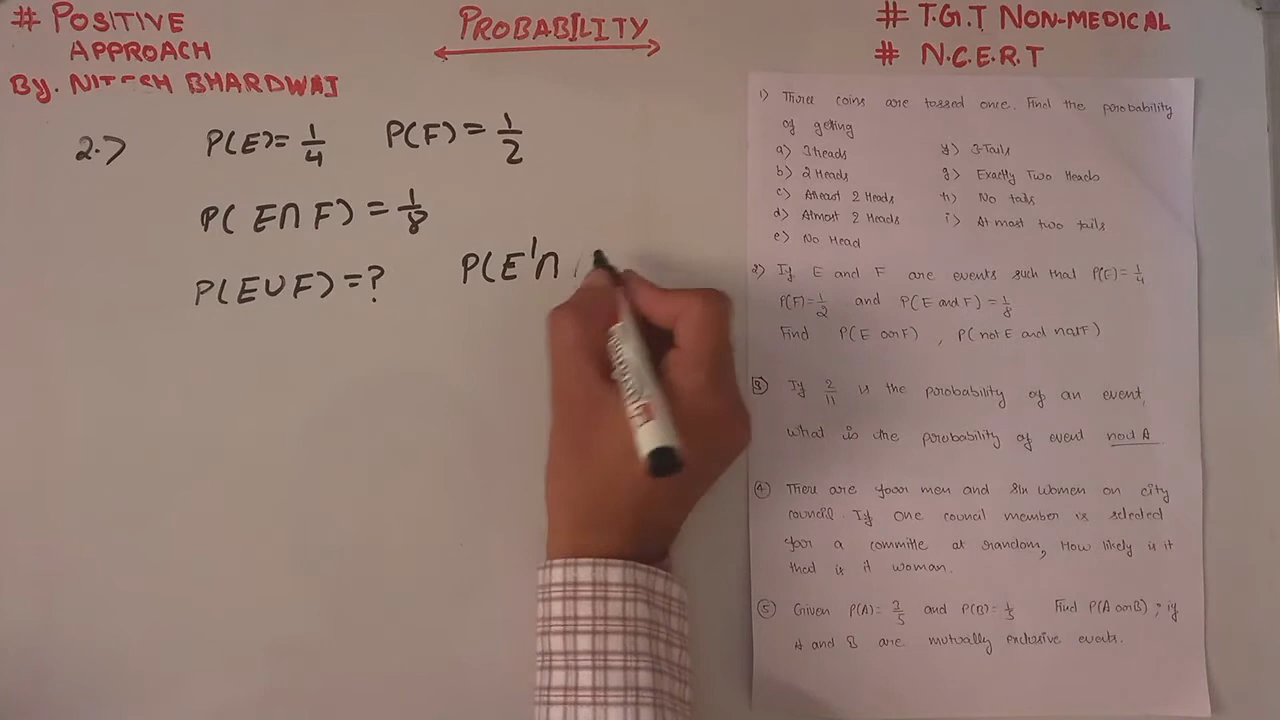 # POSITIVE
APPROACH
By. NITESH BHARDWAJ
PROBABILITY
# T.G.T NON-MEDICAL
# N.C.E.R.T
2.> P(E)= 1/4 P(F)= 1/2
P( E∩ F) = 1/8
P(E∪F) =? P(E'∩
1) Three coins are tossed once. Find the probability
of geting
a) 3 heads
b) 2 Heads
c) Atleast 2 Heads
d) Atmost 2 Heads
e) No Head
f) 3-Tails
g) Exactly Two Heads
h) No tails
i) At most two tails
2) If E and F are events such that P(E)= 1/4
P(F)= 1/2 and P(E and F) = 1/8
Find P(E or F) , P(not E and not F)
3 If 2/11 is the probability of an event,
what is the probability of event not A
4 There are four men and six women on city
council. If one council member is selected
for a committe at random, How likely is it
that is it woman.
5 Given P(A)= 3/5 and P(B)= 1/5 Find P(A or B) ; if
A and B are mutually exclusive events.